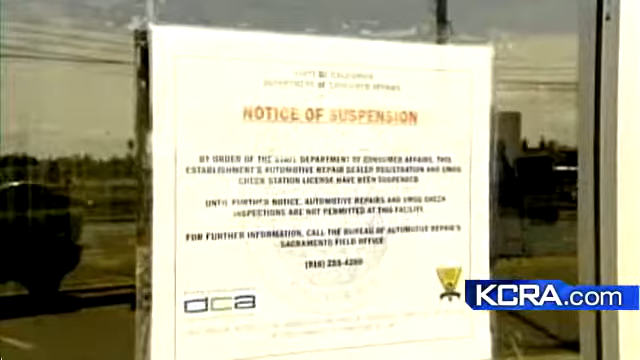 STATE OF CALIFORNIA
DEPARTMENT OF CONSUMER AFFAIRS
NOTICE OF SUSPENSION
BY ORDER OF THE STATE DEPARTMENT OF CONSUMER AFFAIRS, THIS
ESTABLISHMENT'S AUTOMOTIVE REPAIR DEALER REGISTRATION AND SMOG
CHECK STATION LICENSE HAVE BEEN SUSPENDED
UNTIL FURTHER NOTICE, AUTOMOTIVE REPAIRS AND SMOG CHECK
INSPECTIONS ARE NOT PERMITTED AT THIS FACILITY.
FOR FURTHER INFORMATION, CALL THE BUREAU OF AUTOMOTIVE REPAIR'S
SACRAMENTO FIELD OFFICE:
(916)
dca
KCRA.com